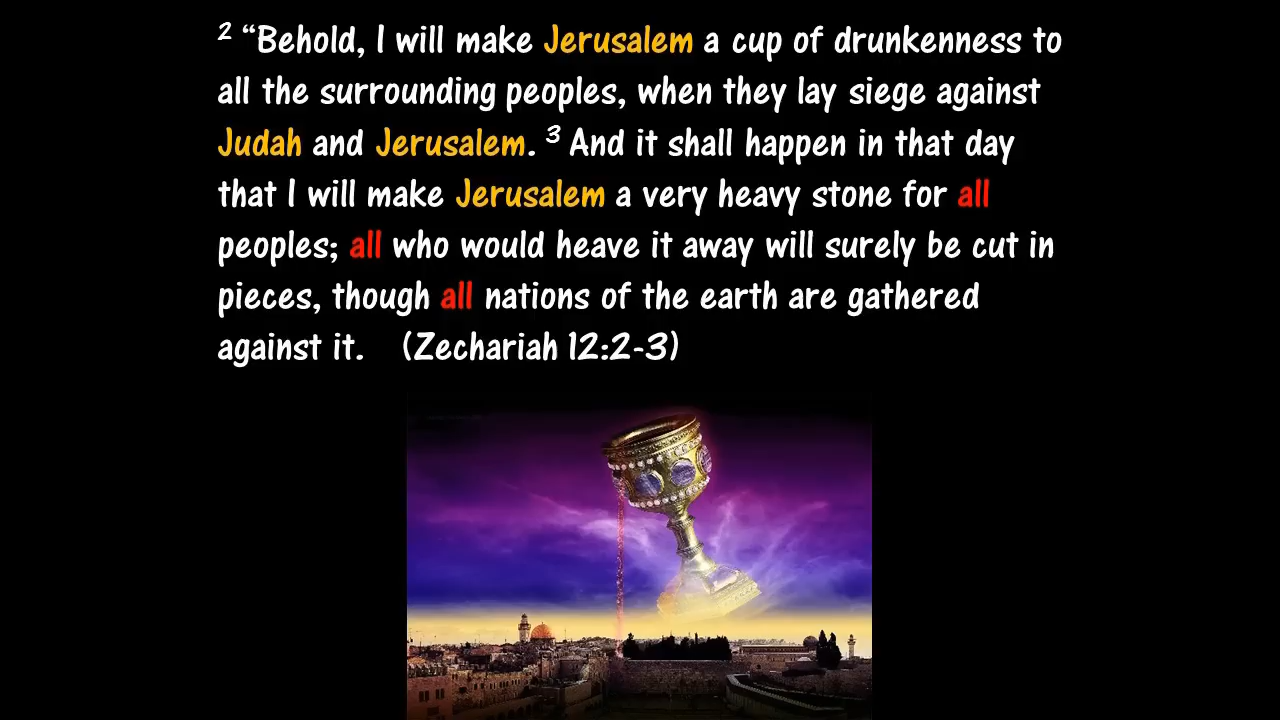 2 “Behold, I will make Jerusalem a cup of drunkenness to
all the surrounding peoples, when they lay siege against
Judah and Jerusalem. 3 And it shall happen in that day
that I will make Jerusalem a very heavy stone for all
peoples; all who would heave it away will surely be cut in
pieces, though all nations of the earth are gathered
against it. (Zechariah 12:2-3)